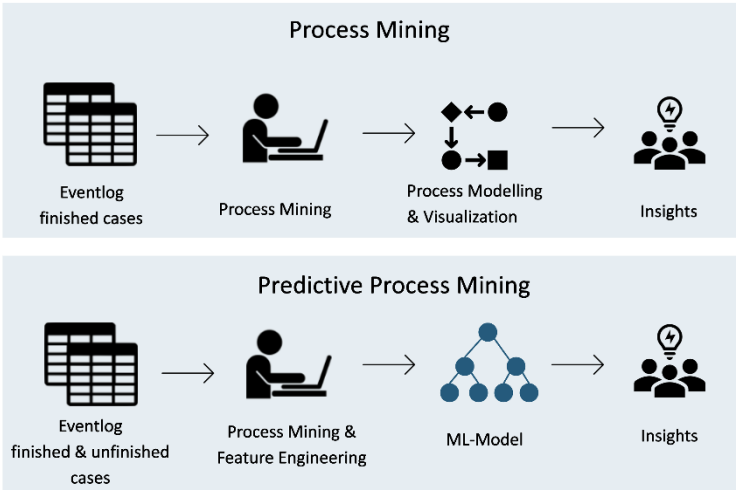 Process Mining
Eventlog
finished cases
Process Mining
Process Modelling
& Visualization
Insights
Predictive Process Mining
Eventlog
finished & unfinished
cases
Process Mining &
Feature Engineering
ML-Model
Insights